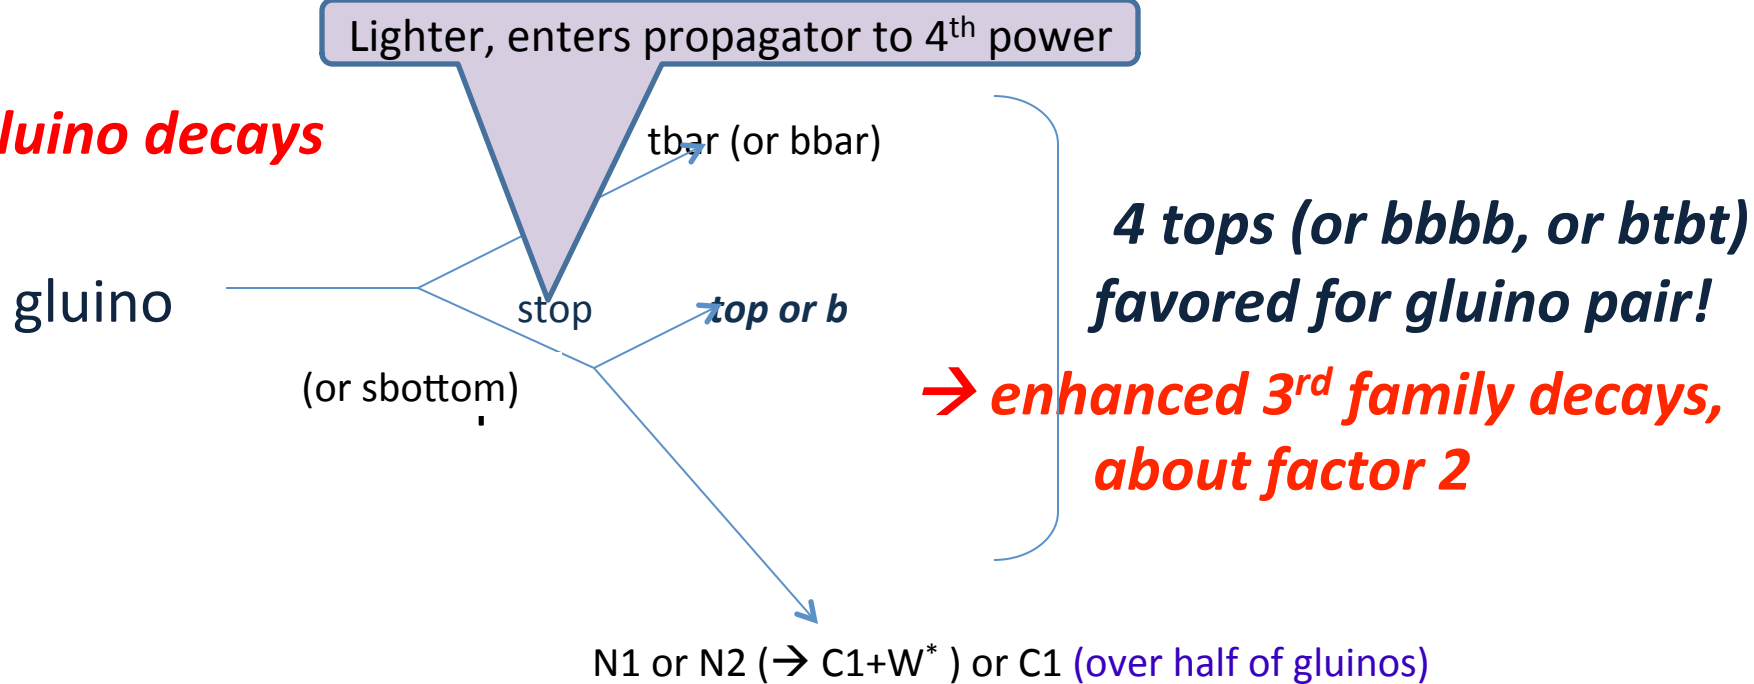 Lighter, enters propagator to 4th power
luino decays
tbar (or bbar)
4 tops (or bbbb, or btbt)
gluino
stop
top or b
favored for gluino pair!
(or sbottom)
→ enhanced 3rd family decays,
about factor 2
N1 or N2 (→ C1+W* ) or C1 (over half of gluinos)